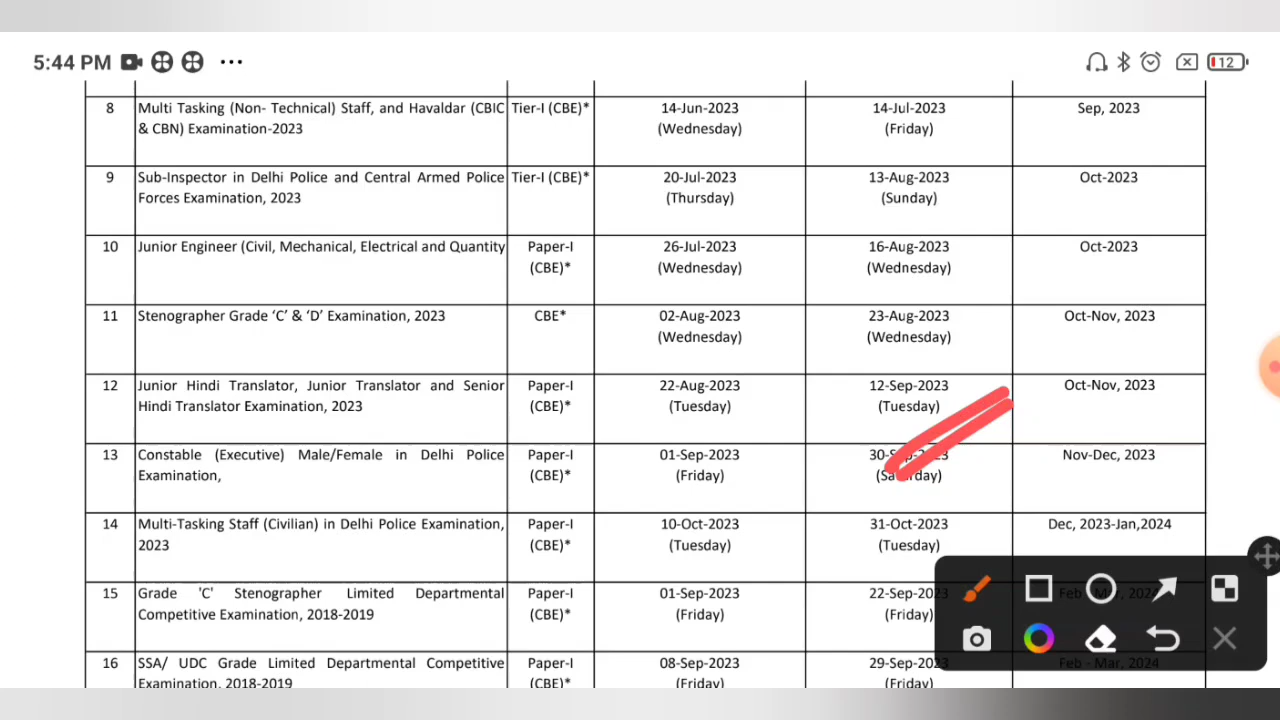 5:44 PM ... 12
8 Multi Tasking (Non- Technical) Staff, and Havaldar (CBIC Tier-I (CBE)* 14-Jun-2023 14-Jul-2023 Sep, 2023
& CBN) Examination-2023 (Wednesday) (Friday)
9 Sub-Inspector in Delhi Police and Central Armed Police Tier-I (CBE)* 20-Jul-2023 13-Aug-2023 Oct-2023
Forces Examination, 2023 (Thursday) (Sunday)
10 Junior Engineer (Civil, Mechanical, Electrical and Quantity Paper-I 26-Jul-2023 16-Aug-2023 Oct-2023
(CBE)* (Wednesday) (Wednesday)
11 Stenographer Grade ‘C’ & ‘D’ Examination, 2023 CBE* 02-Aug-2023 23-Aug-2023 Oct-Nov, 2023
(Wednesday) (Wednesday)
12 Junior Hindi Translator, Junior Translator and Senior Paper-I 22-Aug-2023 12-Sep-2023 Oct-Nov, 2023
Hindi Translator Examination, 2023 (CBE)* (Tuesday) (Tuesday)
13 Constable (Executive) Male/Female in Delhi Police Paper-I 01-Sep-2023 30-Sep-2023 Nov-Dec, 2023
Examination, (CBE)* (Friday) (Saturday)
14 Multi-Tasking Staff (Civilian) in Delhi Police Examination, Paper-I 10-Oct-2023 31-Oct-2023 Dec, 2023-Jan,2024
2023 (CBE)* (Tuesday) (Tuesday)
15 Grade 'C' Stenographer Limited Departmental Paper-I 01-Sep-2023 22-Sep-2023 Feb - Mar, 2024
Competitive Examination, 2018-2019 (CBE)* (Friday) (Friday)
16 SSA/ UDC Grade Limited Departmental Competitive Paper-I 08-Sep-2023 29-Sep-2023 Feb - Mar, 2024
Examination, 2018-2019 (CBE)* (Friday) (Friday)